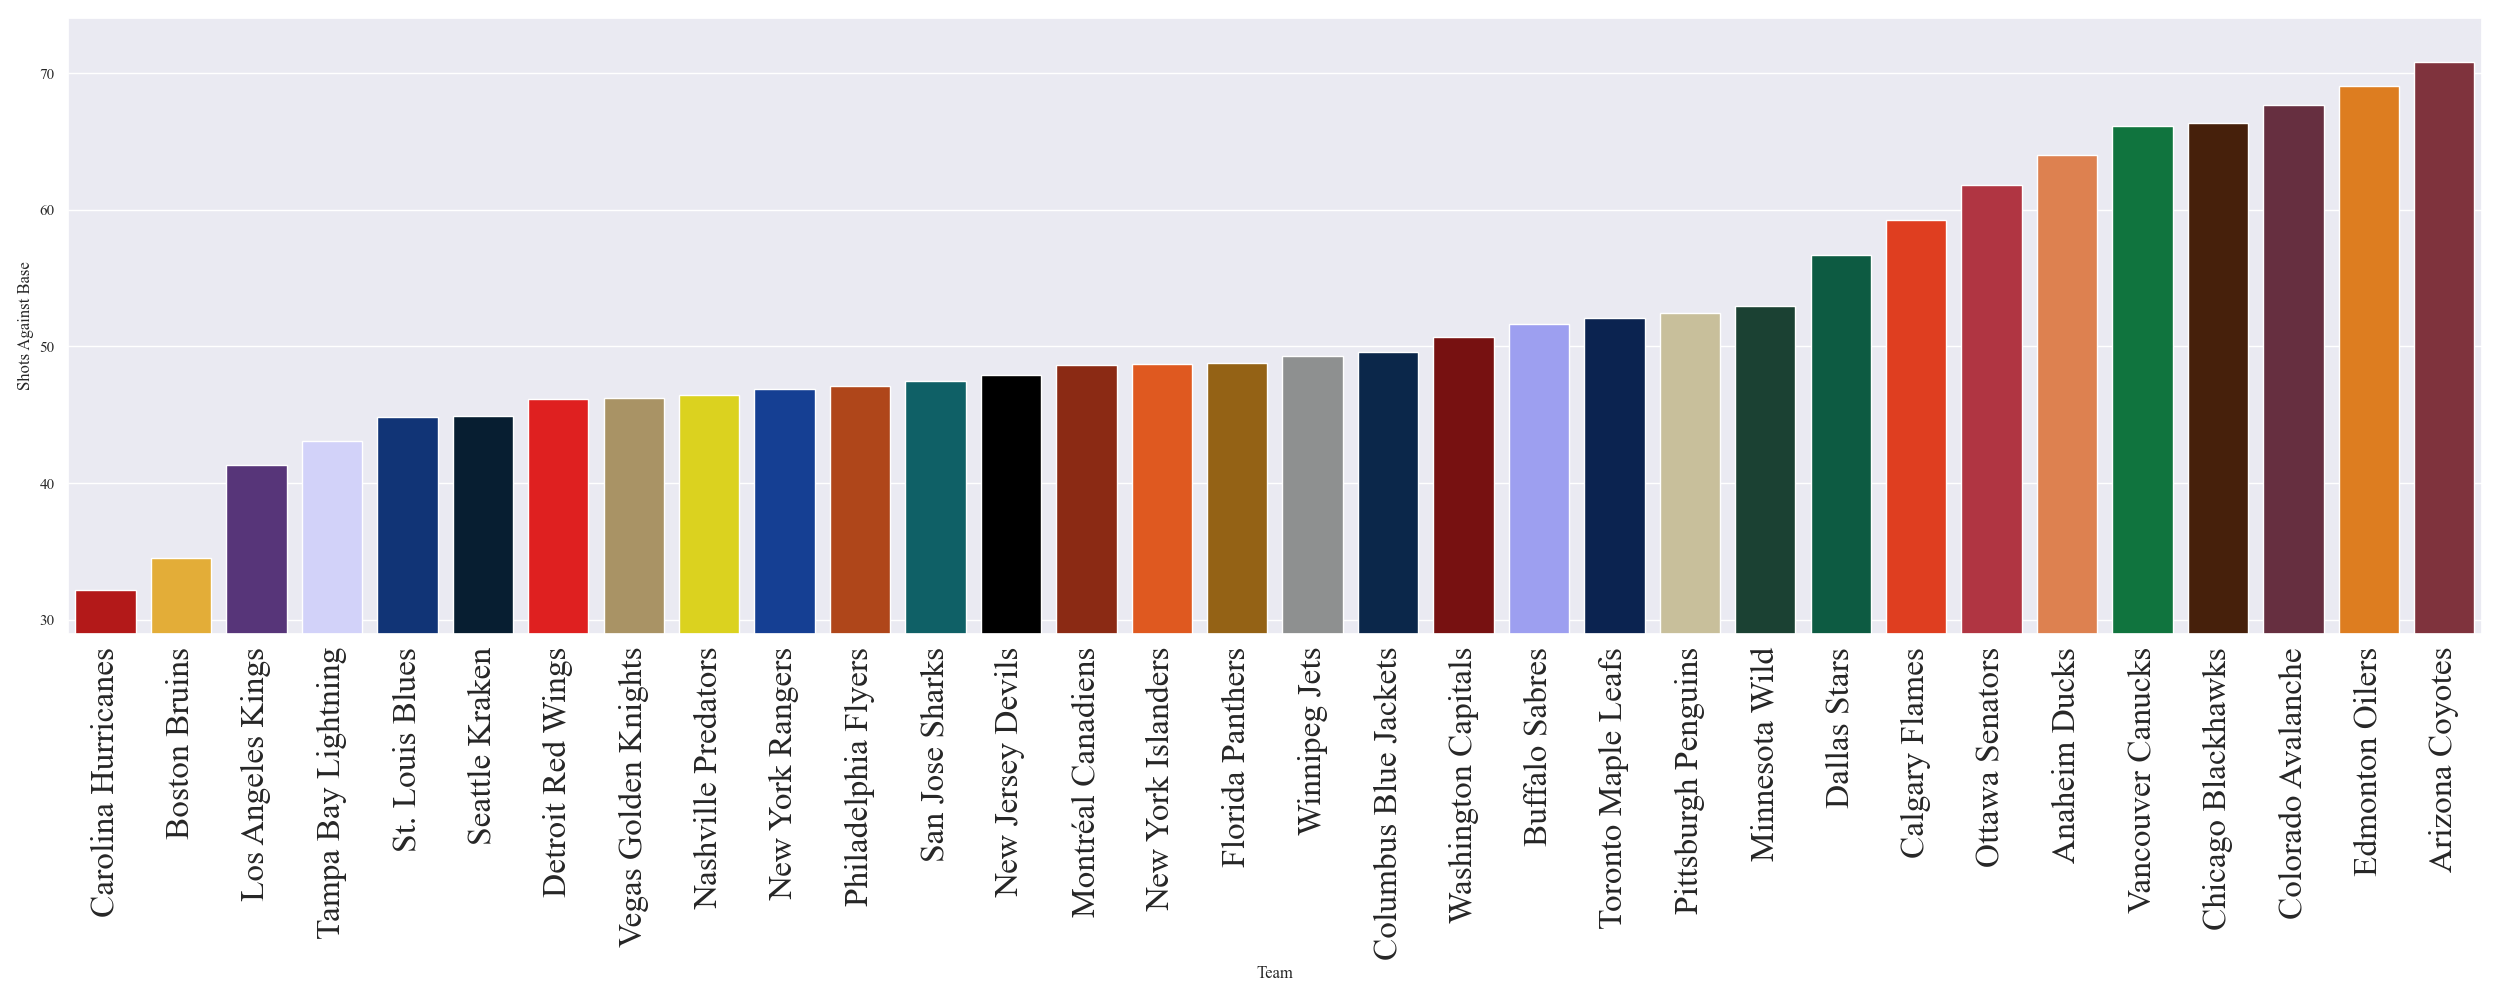 70
60
50
40
30
Shots Against Base
Carolina Hurricanes
Boston Bruins
Los Angeles Kings
Tampa Bay Lightning
St. Louis Blues
Seattle Kraken
Detroit Red Wings
Vegas Golden Knights
Nashville Predators
New York Rangers
Philadelphia Flyers
San Jose Sharks
New Jersey Devils
Montréal Canadiens
New York Islanders
Florida Panthers
Winnipeg Jets
Columbus Blue Jackets
Washington Capitals
Buffalo Sabres
Toronto Maple Leafs
Pittsburgh Penguins
Minnesota Wild
Dallas Stars
Calgary Flames
Ottawa Senators
Anaheim Ducks
Vancouver Canucks
Chicago Blackhawks
Colorado Avalanche
Edmonton Oilers
Arizona Coyotes
Team